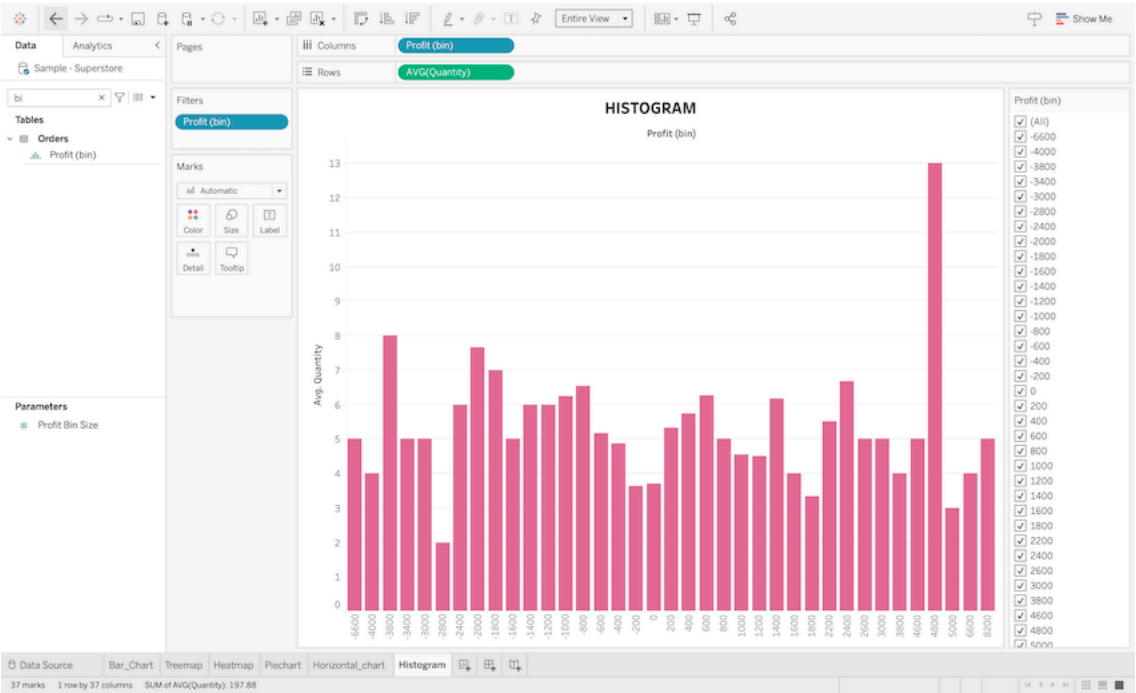 Entire View
Show Me
Data Analytics
Sample - Superstore
bi
Tables
Orders
Profit (bin)
Parameters
Profit Bin Size
Pages
Filters
Profit (bin)
Marks
Automatic
Color Size Label
Detail Tooltip
Columns Profit (bin)
Rows AVG(Quantity)
HISTOGRAM
Profit (bin)
Avg. Quantity
13
12
11
10
9
8
7
6
5
4
3
2
1
0
-6600 -4000 -3800 -3400 -3000 -2800 -2400 -2000 -1800 -1600 -1400 -1200 -1000 -800 -600 -400 -200 0 200 400 600 800 1000 1200 1400 1600 1800 2200 2400 2600 3000 3800 4600 4800 5000 6600 8200
Profit (bin)
(All)
-6600
-4000
-3800
-3400
-3000
-2800
-2400
-2000
-1800
-1600
-1400
-1200
-1000
-800
-600
-400
-200
0
200
400
600
800
1000
1200
1400
1600
1800
2200
2400
2600
3000
3800
4600
4800
5000
Data Source Bar_Chart Treemap Heatmap Piechart Horizontal_chart Histogram
37 marks 1 row by 37 columns SUM of AVG(Quantity): 197.88